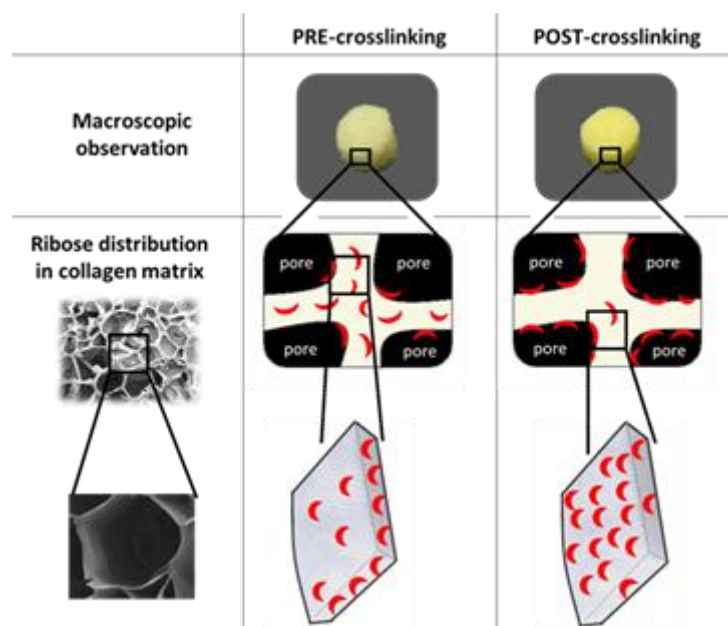 PRE-crosslinking
POST-crosslinking
Macroscopic
observation
Ribose distribution
in collagen matrix
pore
pore
pore
pore
pore
pore
pore
pore